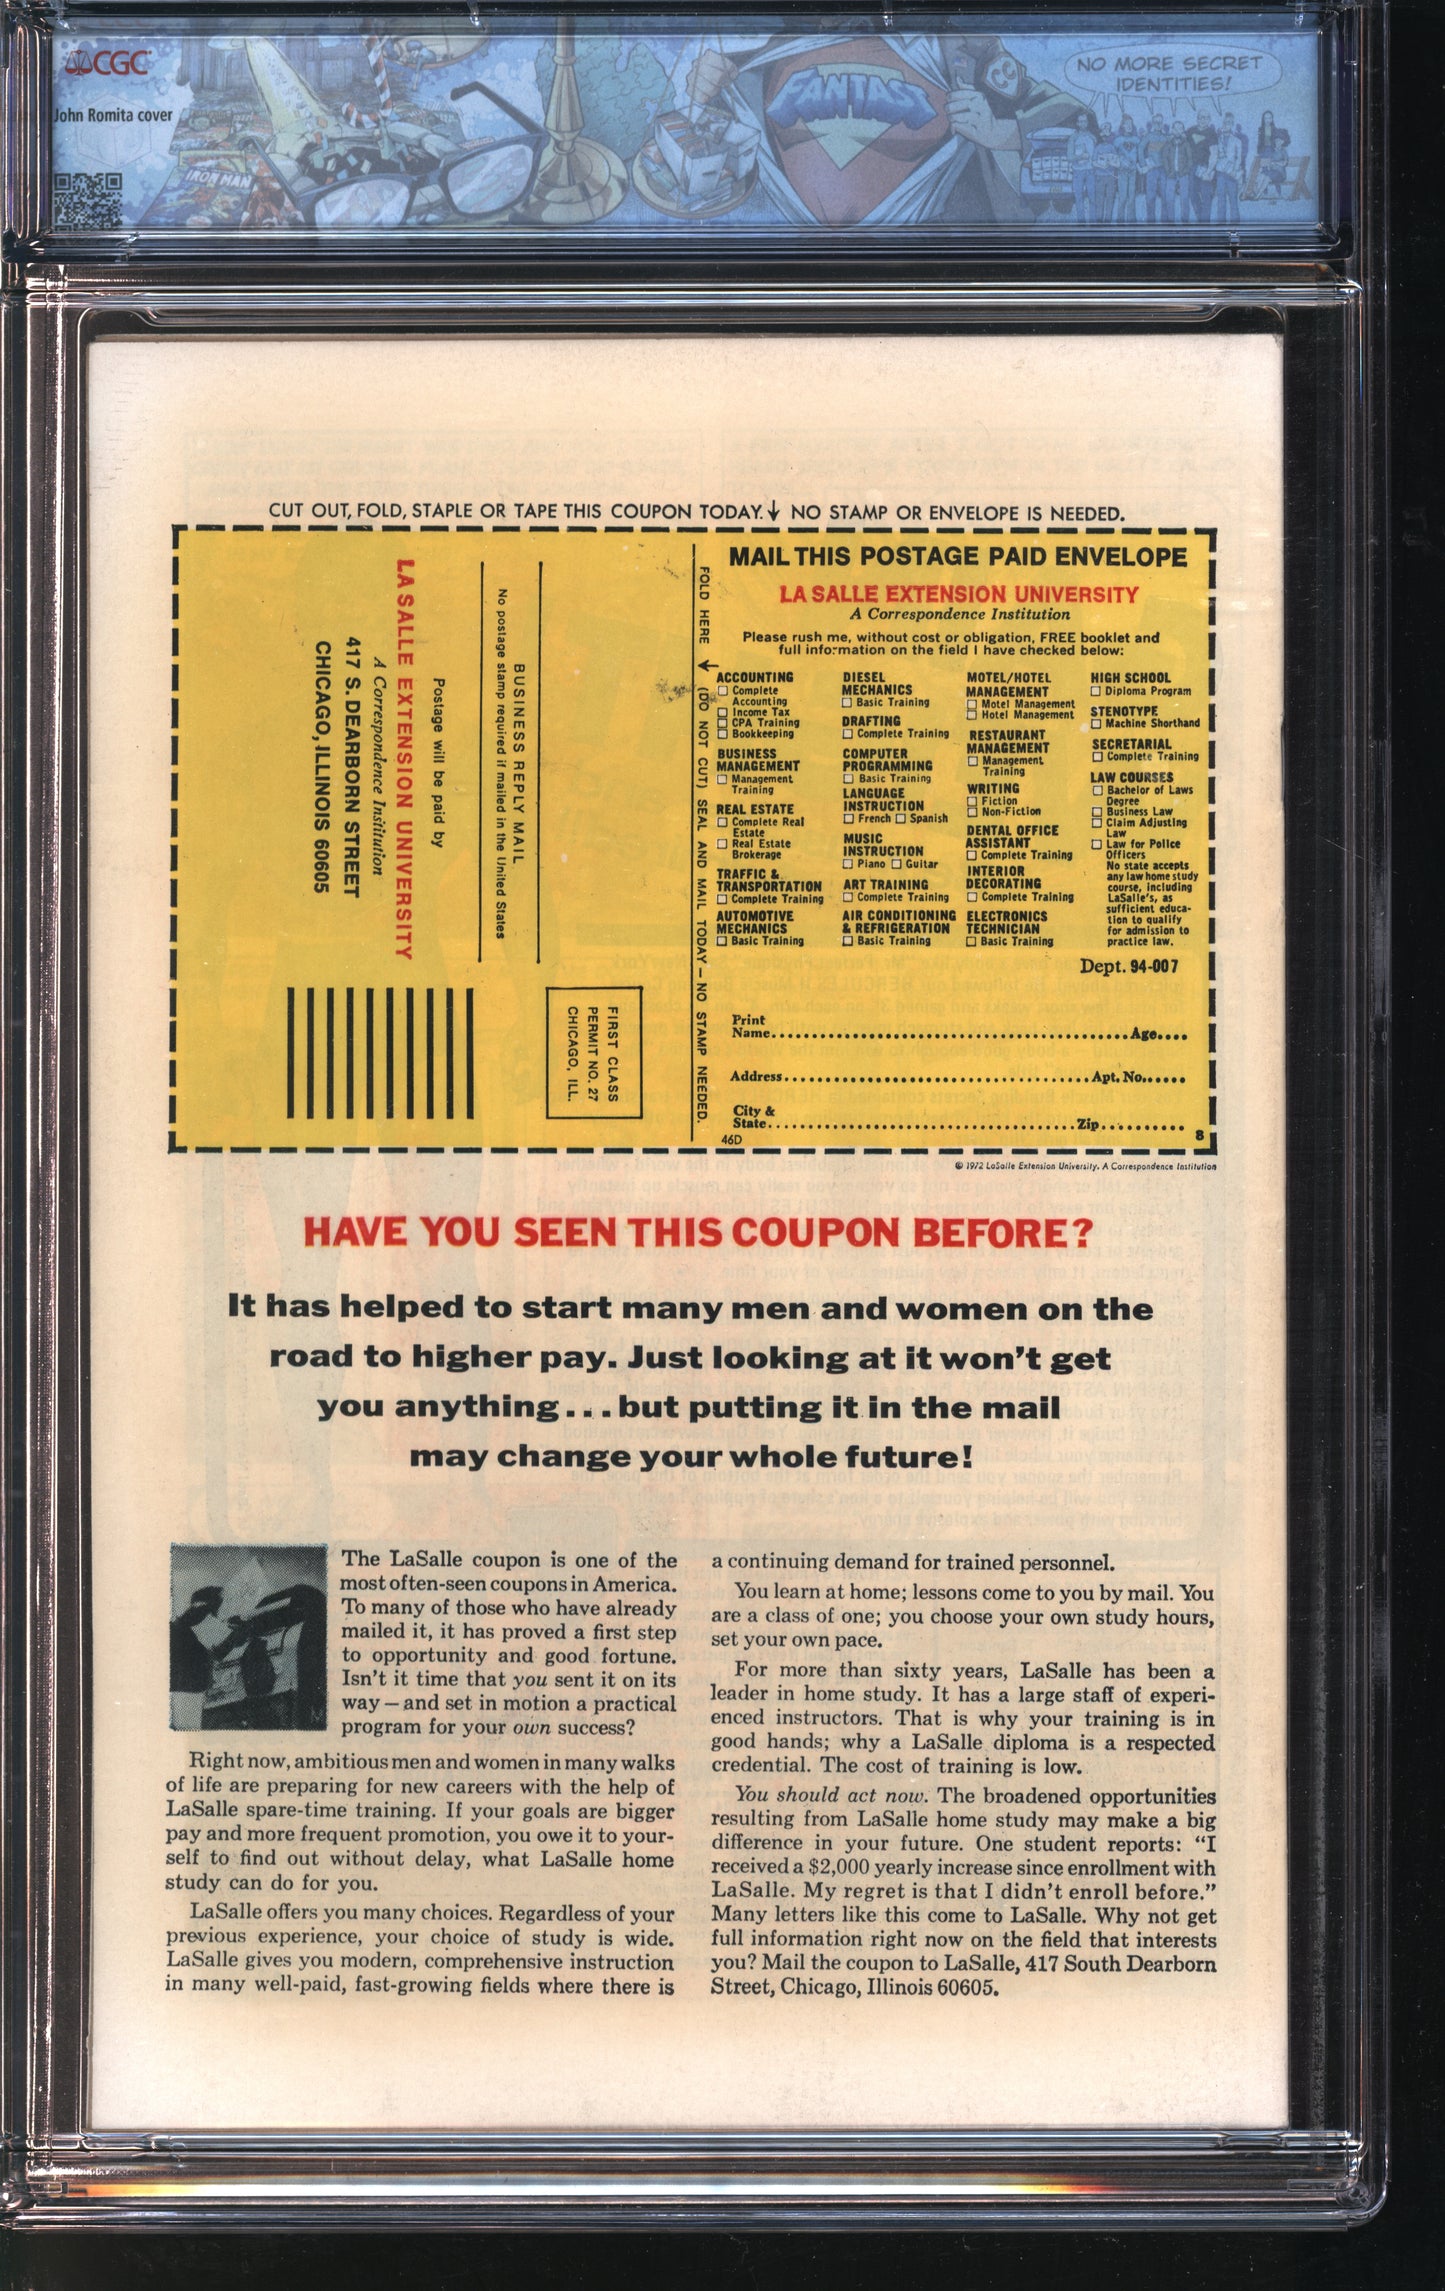 CGC
John Romita cover
IRON MAN
FANTAST
NO MORE SECRET
IDENTITIES!
CUT OUT, FOLD, STAPLE OR TAPE THIS COUPON TODAY. NO STAMP OR ENVELOPE IS NEEDED.
FIRST CLASS
PERMIT NO. 27
CHICAGO, ILL.
BUSINESS REPLY MAIL
No postage stamp required if mailed in the United States
Postage will be paid by
LA SALLE EXTENSION UNIVERSITY
A Correspondence Institution
417 S. DEARBORN STREET
CHICAGO, ILLINOIS 60605
FOLD HERE (DO NOT CUT) SEAL AND MAIL TODAY – NO STAMP NEEDED.
MAIL THIS POSTAGE PAID ENVELOPE
LA SALLE EXTENSION UNIVERSITY
A Correspondence Institution
Please rush me, without cost or obligation, FREE booklet and
full information on the field I have checked below:
ACCOUNTING
Complete
Accounting
Income Tax
CPA Training
Bookkeeping
BUSINESS
MANAGEMENT
Management
Training
REAL ESTATE
Complete Real
Estate
Real Estate
Brokerage
TRAFFIC &
TRANSPORTATION
Complete Training
AUTOMOTIVE
MECHANICS
Basic Training
DIESEL
MECHANICS
Basic Training
DRAFTING
Complete Training
COMPUTER
PROGRAMMING
Basic Training
LANGUAGE
INSTRUCTION
French Spanish
MUSIC
INSTRUCTION
Piano Guitar
ART TRAINING
Complete Training
AIR CONDITIONING
& REFRIGERATION
Basic Training
MOTEL/HOTEL
MANAGEMENT
Motel Management
Hotel Management
RESTAURANT
MANAGEMENT
Management
Training
WRITING
Fiction
Non-Fiction
DENTAL OFFICE
ASSISTANT
Complete Training
INTERIOR
DECORATING
Complete Training
ELECTRONICS
TECHNICIAN
Basic Training
HIGH SCHOOL
Diploma Program
STENOTYPE
Machine Shorthand
SECRETARIAL
Complete Training
LAW COURSES
Bachelor of Laws
Degree
Business Law
Claim Adjusting
Law
Law for Police
Officers
No state accepts
any law home study
course, including
LaSalle's, as
sufficient educa-
tion to qualify
for admission to
practice law.
Dept. 94-007
Print
Name Age
Address Apt. No.
City &
State Zip
46D 8
© 1972 LaSalle Extension University. A Correspondence Institution
HAVE YOU SEEN THIS COUPON BEFORE?
It has helped to start many men and women on the
road to higher pay. Just looking at it won't get
you anything...but putting it in the mail
may change your whole future!
The LaSalle coupon is one of the
most often-seen coupons in America.
To many of those who have already
mailed it, it has proved a first step
to opportunity and good fortune.
Isn't it time that you sent it on its
way – and set in motion a practical
program for your own success?
Right now, ambitious men and women in many walks
of life are preparing for new careers with the help of
LaSalle spare-time training. If your goals are bigger
pay and more frequent promotion, you owe it to your-
self to find out without delay, what LaSalle home
study can do for you.
LaSalle offers you many choices. Regardless of your
previous experience, your choice of study is wide.
LaSalle gives you modern, comprehensive instruction
in many well-paid, fast-growing fields where there is
a continuing demand for trained personnel.
You learn at home; lessons come to you by mail. You
are a class of one; you choose your own study hours,
set your own pace.
For more than sixty years, LaSalle has been a
leader in home study. It has a large staff of experi-
enced instructors. That is why your training is in
good hands; why a LaSalle diploma is a respected
credential. The cost of training is low.
You should act now. The broadened opportunities
resulting from LaSalle home study may make a big
difference in your future. One student reports: "I
received a $2,000 yearly increase since enrollment with
LaSalle. My regret is that I didn't enroll before."
Many letters like this come to LaSalle. Why not get
full information right now on the field that interests
you? Mail the coupon to LaSalle, 417 South Dearborn
Street, Chicago, Illinois 60605.